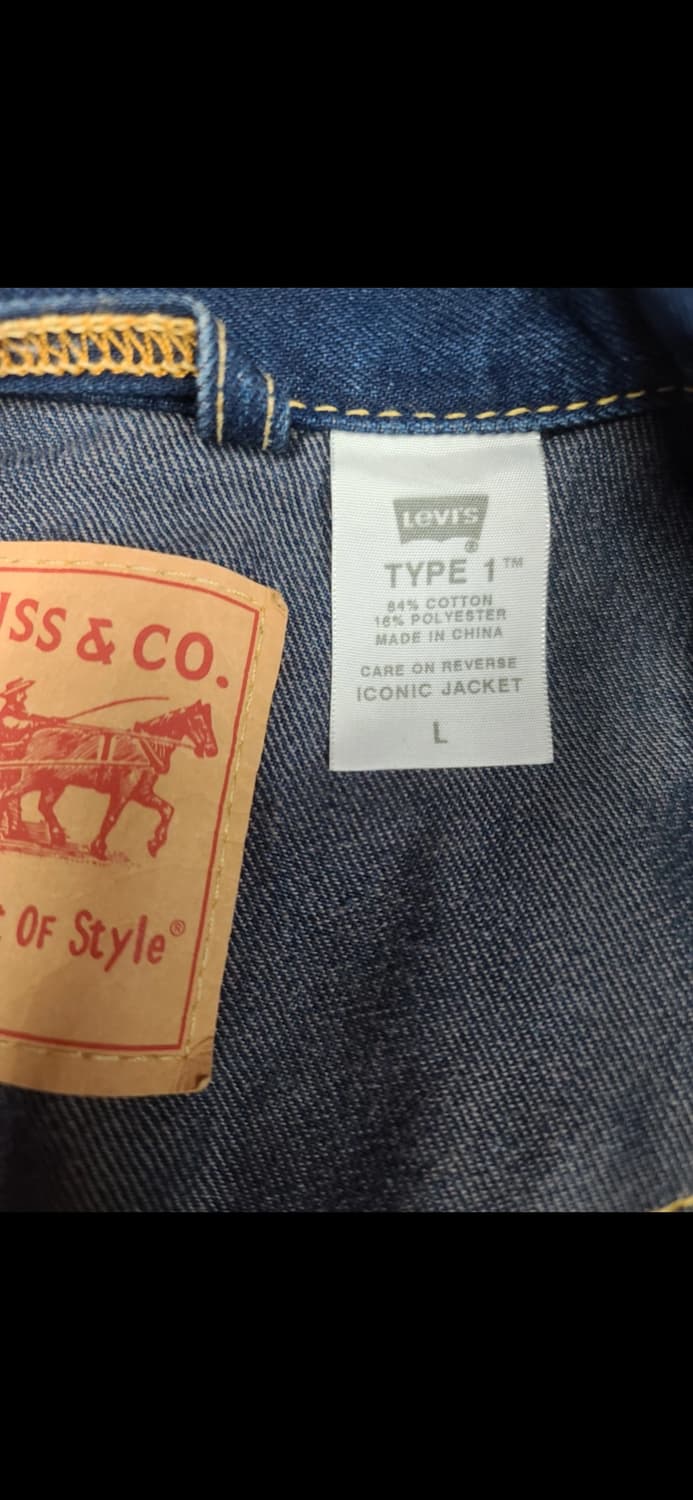 ISS & CO.
OF Style®
Levi's
®
TYPE 1™
84% COTTON
16% POLYESTER
MADE IN CHINA
CARE ON REVERSE
ICONIC JACKET
L